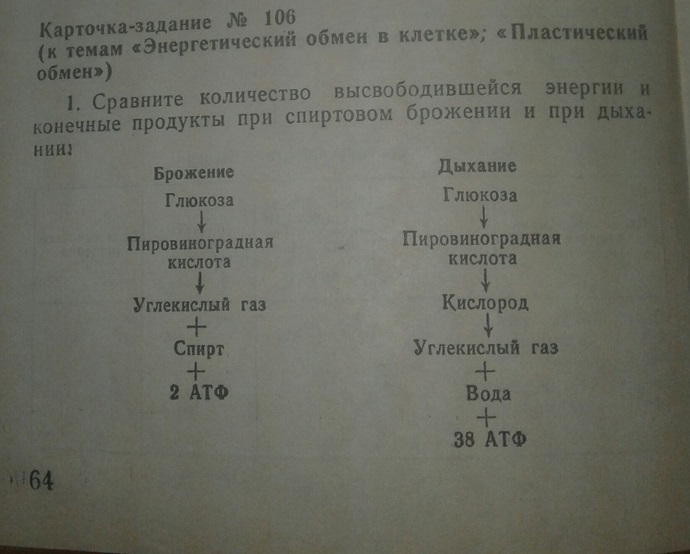 Карточка-задание № 106
(к темам «Энергетический обмен в клетке»; «Пластический
обмен»)
1. Сравните количество высвободившейся энергии и
конечные продукты при спиртовом брожении и при дыха-
нии:
Брожение
Глюкоза
↓
Пировиноградная
кислота
↓
Углекислый газ
+
Спирт
+
2 АТФ
Дыхание
Глюкоза
↓
Пировиноградная
кислота
↓
Кислород
↓
Углекислый газ
+
Вода
+
38 АТФ
64